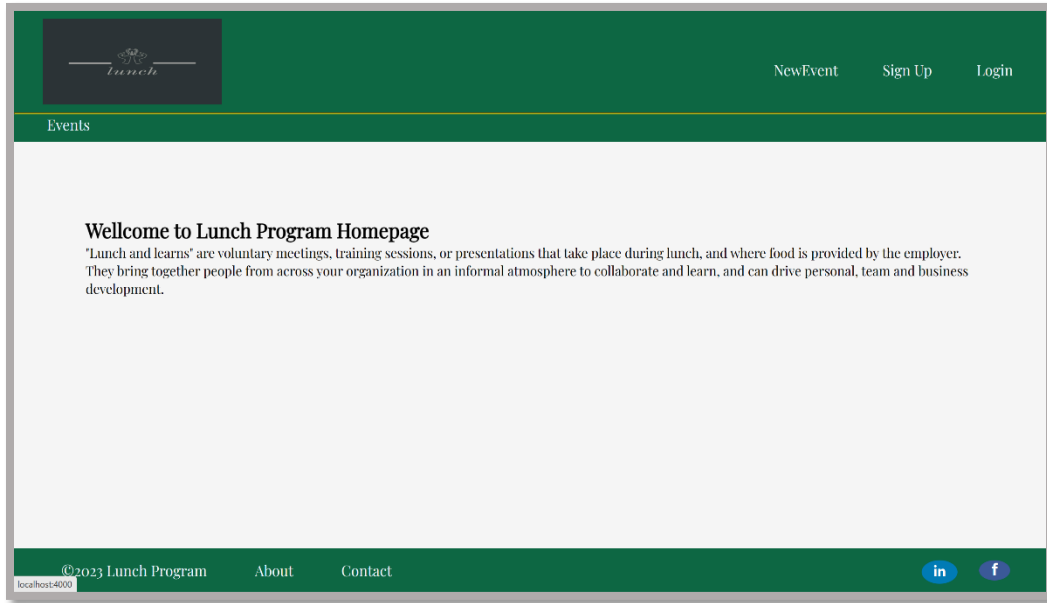 lunch
NewEvent Sign Up Login
Events
Wellcome to Lunch Program Homepage
"Lunch and learns" are voluntary meetings, training sessions, or presentations that take place during lunch, and where food is provided by the employer.
They bring together people from across your organization in an informal atmosphere to collaborate and learn, and can drive personal, team and business
development.
©2023 Lunch Program About Contact in f
localhost:4000